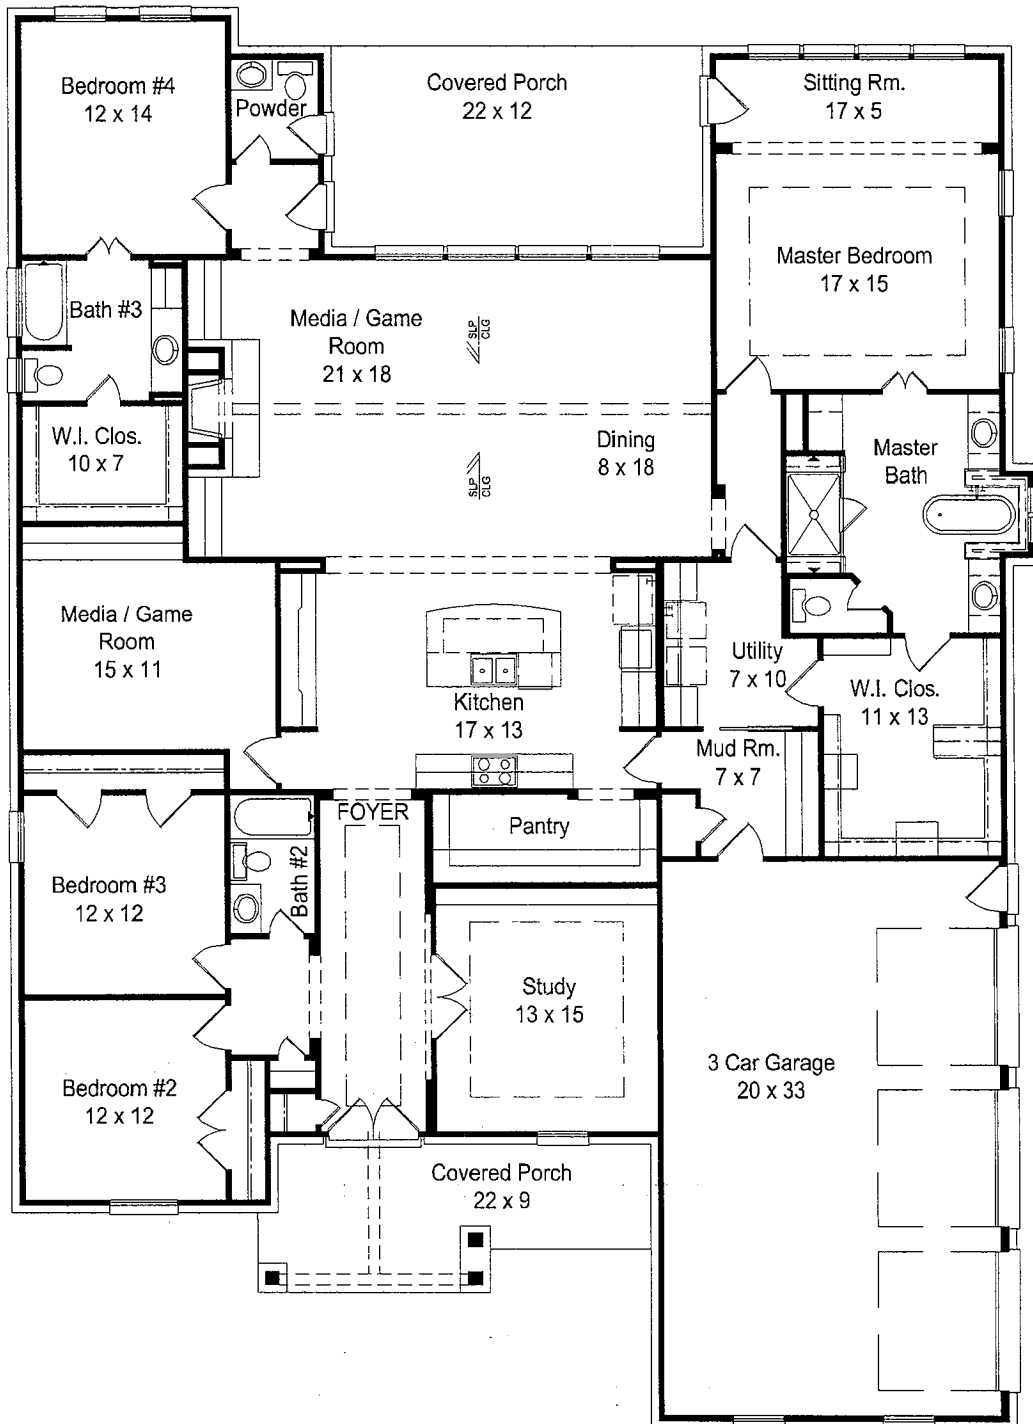 Bedroom #4
12 x 14
Powder
Covered Porch
22 x 12
Sitting Rm.
17 x 5
Master Bedroom
17 x 15
Bath #3
Media / Game
Room
21 x 18
SLP
CLG
W.I. Clos.
10 x 7
Dining
8 x 18
SLP
CLG
Master
Bath
Media / Game
Room
15 x 11
Kitchen
17 x 13
Utility
7 x 10
W.I. Clos.
11 x 13
Mud Rm.
7 x 7
FOYER
Pantry
Bedroom #3
12 x 12
Bath #2
Study
13 x 15
3 Car Garage
20 x 33
Bedroom #2
12 x 12
Covered Porch
22 x 9